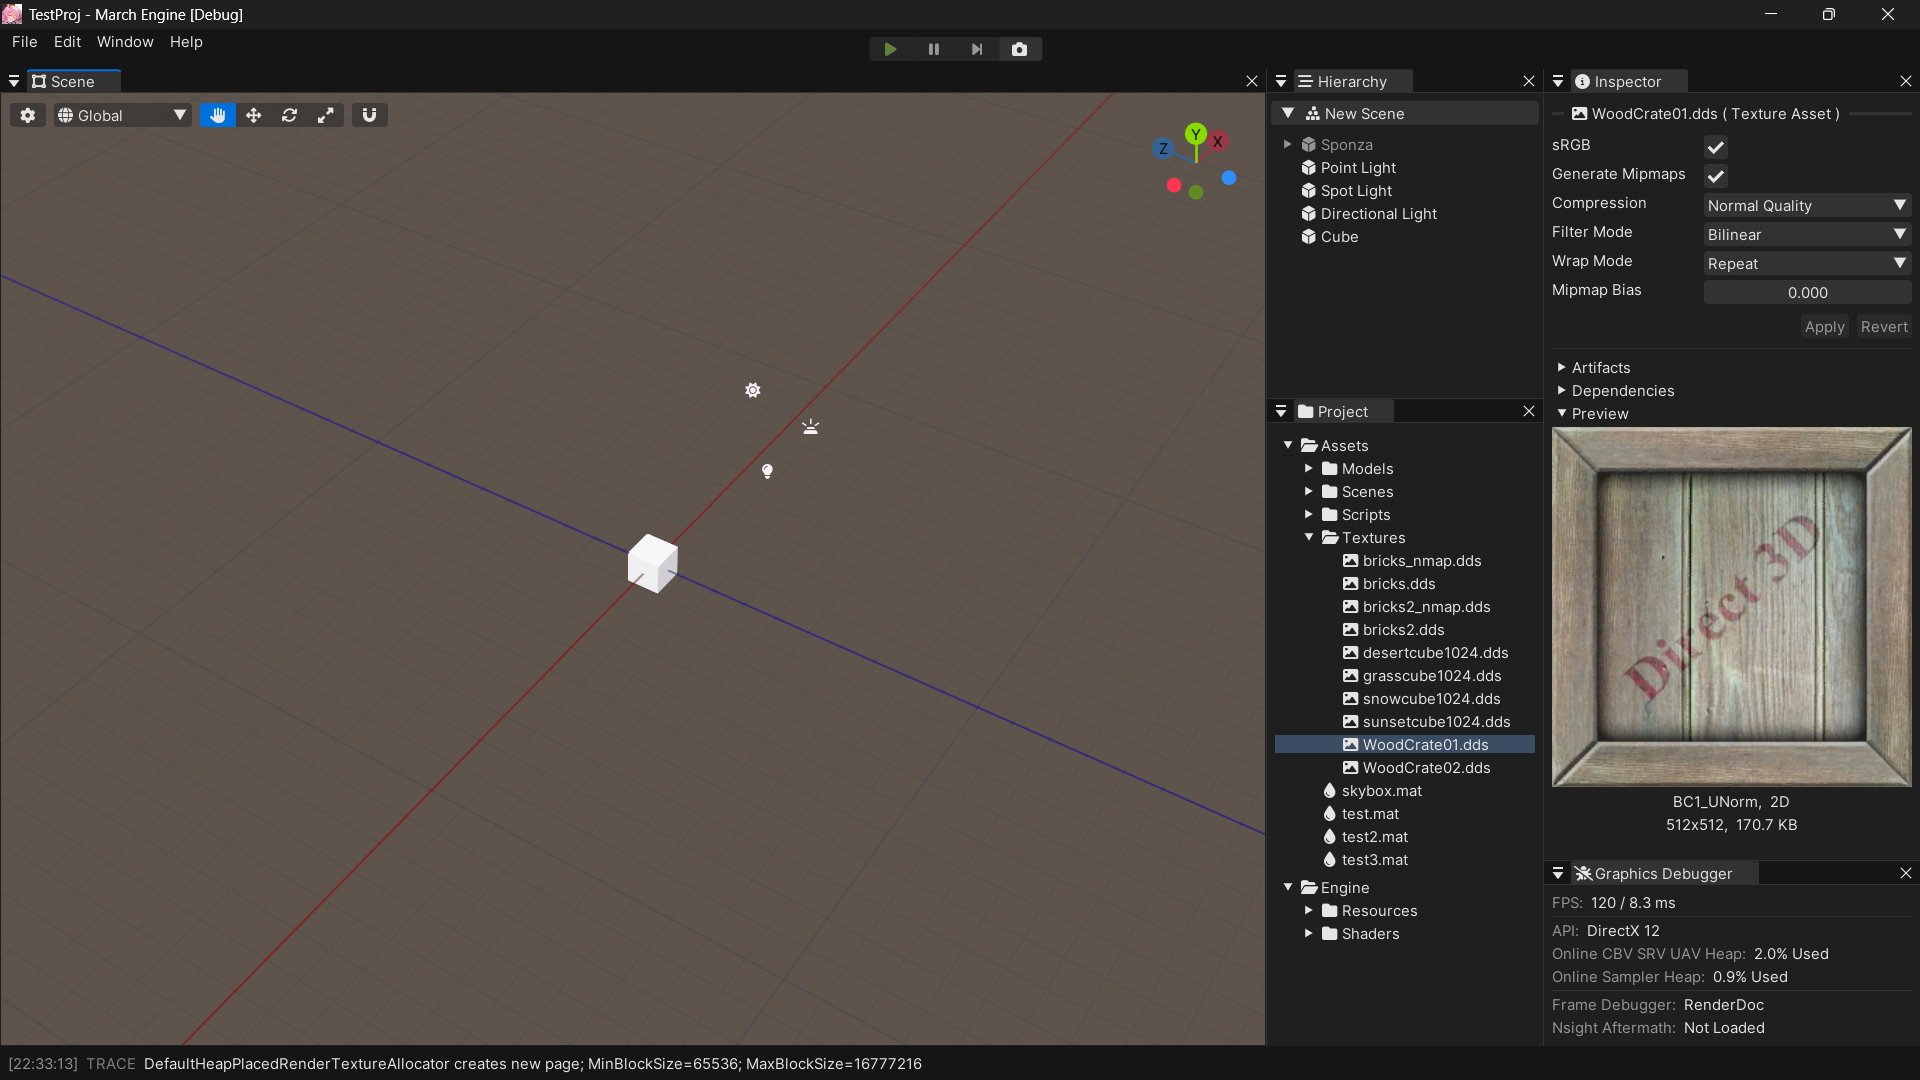 TestProj - March Engine [Debug]
File Edit Window Help
Scene
Global
Y
X
Z
Hierarchy
New Scene
Sponza
Point Light
Spot Light
Directional Light
Cube
Project
Assets
Models
Scenes
Scripts
Textures
bricks_nmap.dds
bricks.dds
bricks2_nmap.dds
bricks2.dds
desertcube1024.dds
grasscube1024.dds
snowcube1024.dds
sunsetcube1024.dds
WoodCrate01.dds
WoodCrate02.dds
skybox.mat
test.mat
test2.mat
test3.mat
Engine
Resources
Shaders
Inspector
WoodCrate01.dds ( Texture Asset )
sRGB
Generate Mipmaps
Compression Normal Quality
Filter Mode Bilinear
Wrap Mode Repeat
Mipmap Bias 0.000
Apply Revert
Artifacts
Dependencies
Preview
Direct 3D
BC1_UNorm, 2D
512x512, 170.7 KB
Graphics Debugger
FPS: 120 / 8.3 ms
API: DirectX 12
Online CBV SRV UAV Heap: 2.0% Used
Online Sampler Heap: 0.9% Used
Frame Debugger: RenderDoc
Nsight Aftermath: Not Loaded
[22:33:13] TRACE DefaultHeapPlacedRenderTextureAllocator creates new page; MinBlockSize=65536; MaxBlockSize=16777216